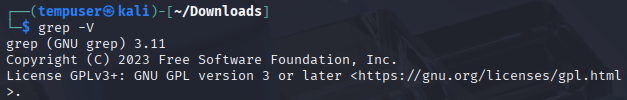 ┌──(tempuser㉿kali)-[~/Downloads]
└─$ grep -V
grep (GNU grep) 3.11
Copyright (C) 2023 Free Software Foundation, Inc.
License GPLv3+: GNU GPL version 3 or later <https://gnu.org/licenses/gpl.html
>.